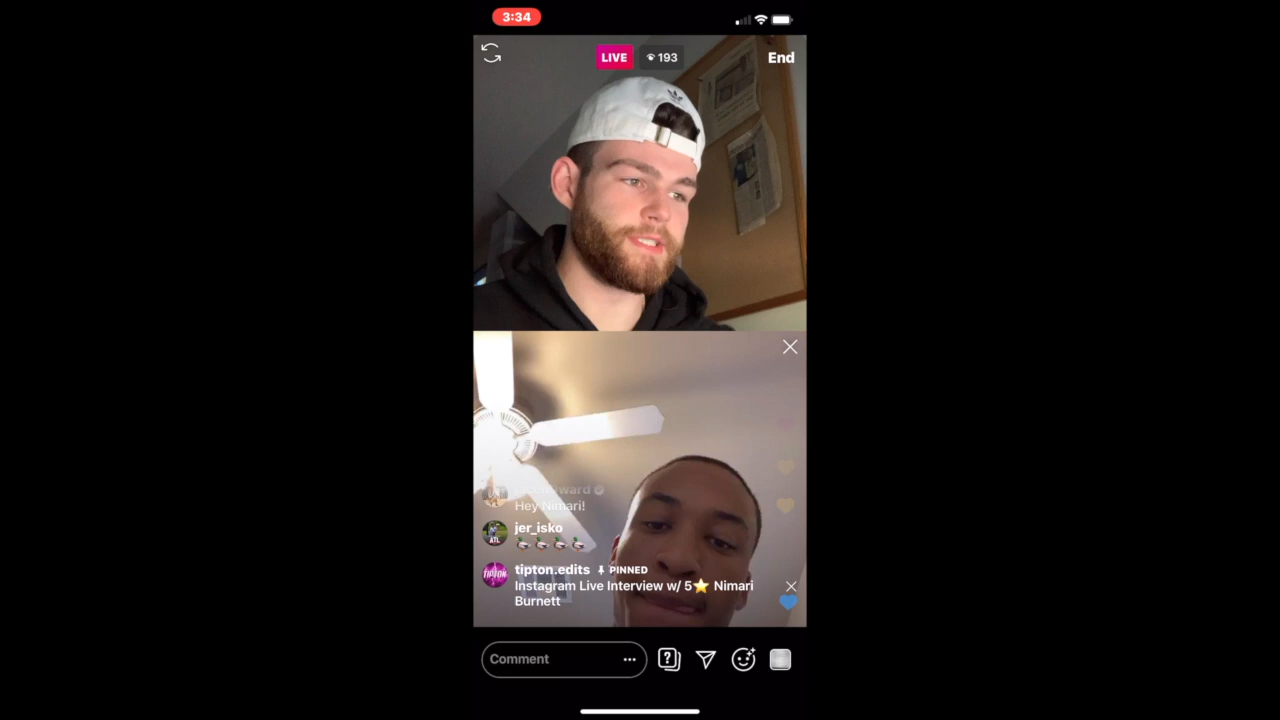 3:34
LIVE
193
End
Hey Nimari!
jer_isko
tipton.edits PINNED
Instagram Live Interview w/ 5⭐ Nimari
Burnett
Comment